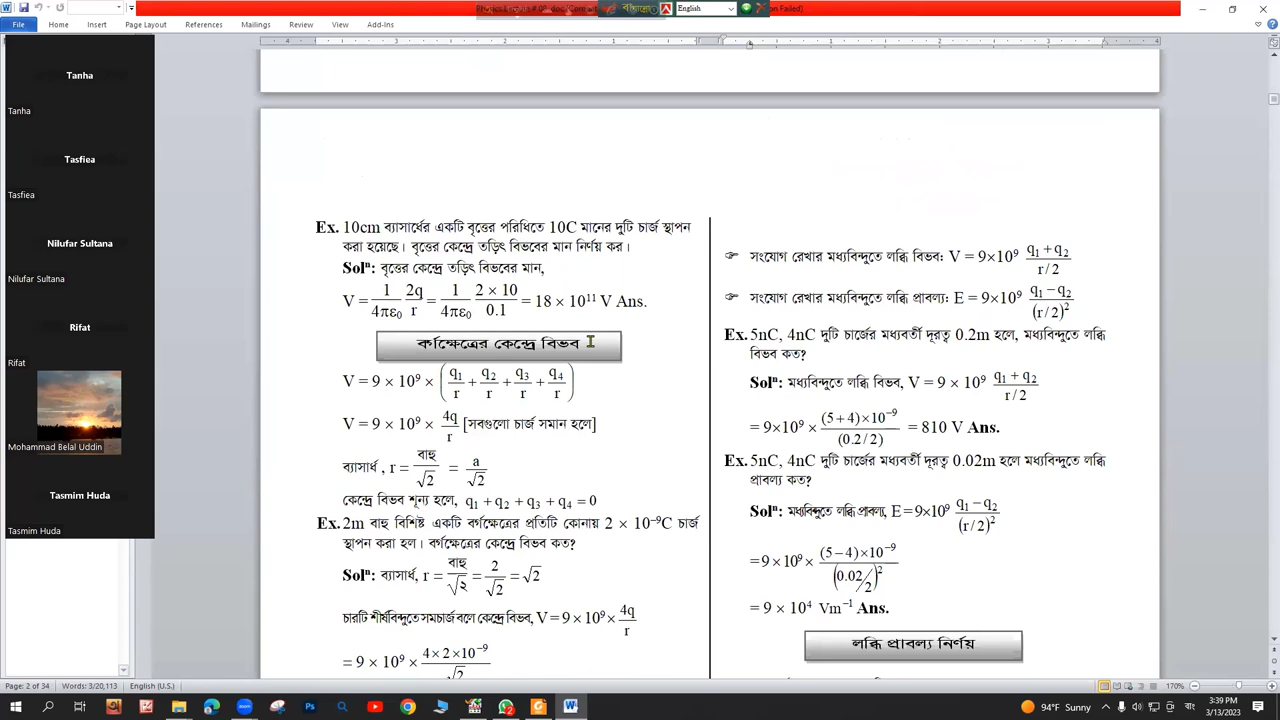 English
File Home Insert Page Layout References Mailings Review View Add-Ins
Tanha
Tanha
Tasfiea
Tasfiea
Nilufar Sultana
Nilufar Sultana
Rifat
Rifat
Mohammad Belal Uddin
Tasmim Huda
Tasmim Huda
Ex. 10cm ব্যাসার্ধের একটি বৃত্তের পরিধিতে 10C মানের দুটি চার্জ স্থাপন
করা হয়েছে। বৃত্তের কেন্দ্রে তড়িৎ বিভবের মান নির্ণয় কর।
Solⁿ: বৃত্তের কেন্দ্রে তড়িৎ বিভবের মান,
V = 1/4πε₀ 2q/r = 1/4πε₀ 2 × 10/0.1 = 18 × 10¹¹ V Ans.
বর্গক্ষেত্রের কেন্দ্রে বিভব
V = 9 × 10⁹ × (q₁/r + q₂/r + q₃/r + q₄/r)
V = 9 × 10⁹ × 4q/r [সবগুলো চার্জ সমান হলে]
ব্যাসার্ধ , r = বাহু/√2 = a/√2
কেন্দ্রে বিভব শূন্য হলে, q₁ + q₂ + q₃ + q₄ = 0
Ex. 2m বাহু বিশিষ্ট একটি বর্গক্ষেত্রের প্রতিটি কোনায় 2 × 10⁻⁹C চার্জ
স্থাপন করা হল। বর্গক্ষেত্রের কেন্দ্রে বিভব কত?
Solⁿ: ব্যাসার্ধ, r = বাহু/√২ = 2/√2 = √2
চারটি শীর্ষবিন্দুতে সমচার্জ বলে কেন্দ্রে বিভব, V = 9 × 10⁹ × 4q/r
= 9 × 10⁹ × 4 × 2 × 10⁻⁹/√2
☞ সংযোগ রেখার মধ্যবিন্দুতে লব্ধি বিভবঃ V = 9×10⁹ q₁ + q₂/r/2
☞ সংযোগ রেখার মধ্যবিন্দুতে লব্ধি প্রাবল্যঃ E = 9×10⁹ q₁ − q₂/(r/2)²
Ex. 5nC, 4nC দুটি চার্জের মধ্যবর্তী দূরত্ব 0.2m হলে, মধ্যবিন্দুতে লব্ধি
বিভব কত?
Solⁿ: মধ্যবিন্দুতে লব্ধি বিভব, V = 9 × 10⁹ q₁ + q₂/r/2
= 9×10⁹ × (5 + 4)×10⁻⁹/(0.2/2) = 810 V Ans.
Ex. 5nC, 4nC দুটি চার্জের মধ্যবর্তী দূরত্ব 0.02m হলে মধ্যবিন্দুতে লব্ধি
প্রাবল্য কত?
Solⁿ: মধ্যবিন্দুতে লব্ধি প্রাবল্য, E = 9×10⁹ q₁ − q₂/(r/2)²
= 9 × 10⁹ × (5 − 4)×10⁻⁹/(0.02/2)²
= 9 × 10⁴ Vm⁻¹ Ans.
লব্ধি প্রাবল্য নির্ণয়
Page: 2 of 34 Words: 3/20,113 English (U.S.) 170%
94°F Sunny 3:39 PM
3/13/2023